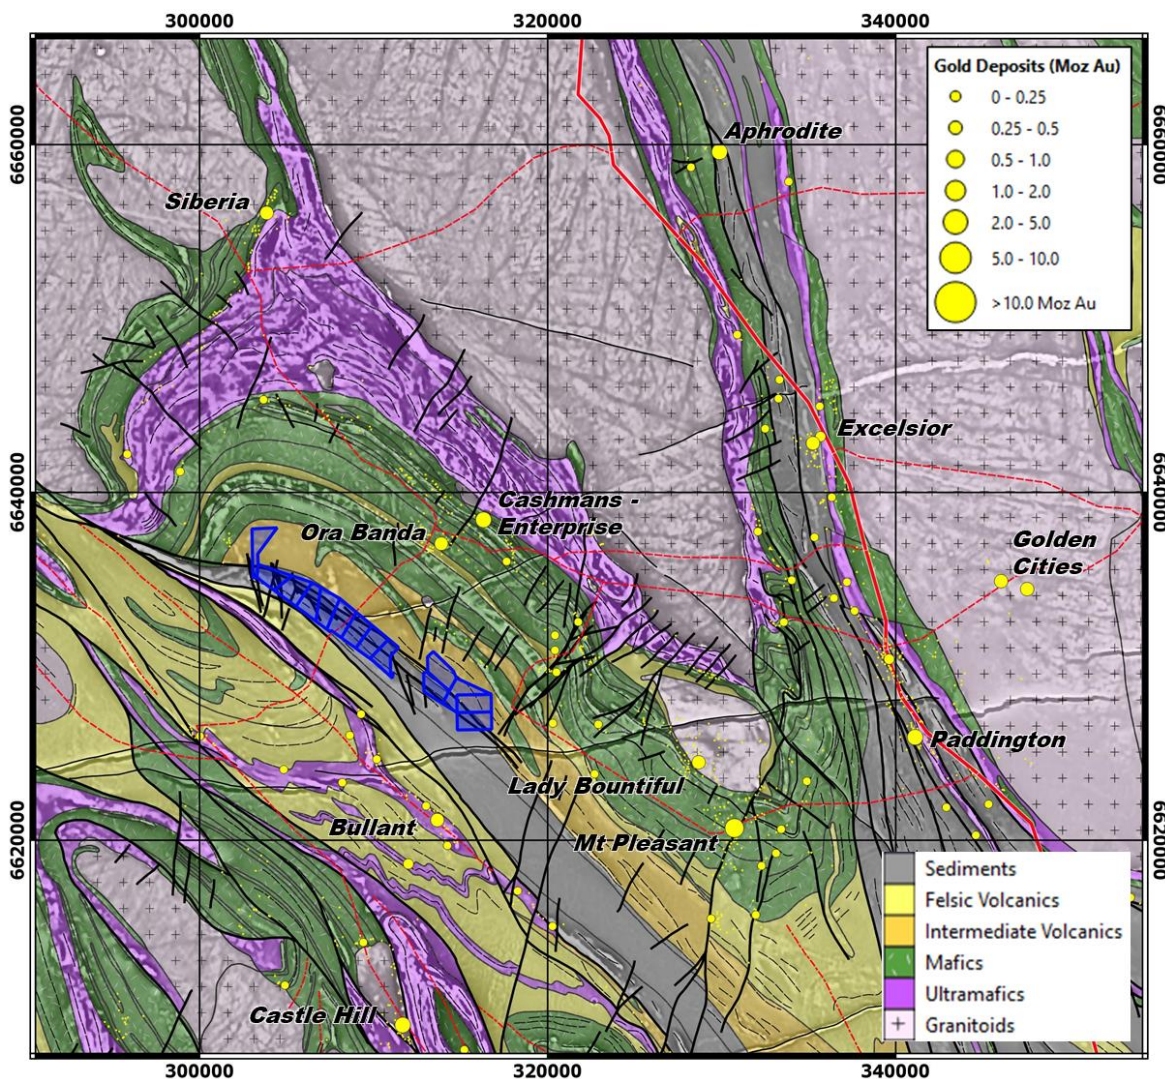 300000
320000
340000
6660000
6660000
Gold Deposits (Moz Au)
0 - 0.25
0.25 - 0.5
0.5 - 1.0
1.0 - 2.0
2.0 - 5.0
5.0 - 10.0
>10.0 Moz Au
Aphrodite
Siberia
Excelsior
6640000
6640000
Cashmans -
Enterprise
Ora Banda
Golden
Cities
Paddington
Lady Bountiful
Bullant
Mt Pleasant
6620000
6620000
Castle Hill
Sediments
Felsic Volcanics
Intermediate Volcanics
Mafics
Ultramafics
Granitoids
300000
320000
340000